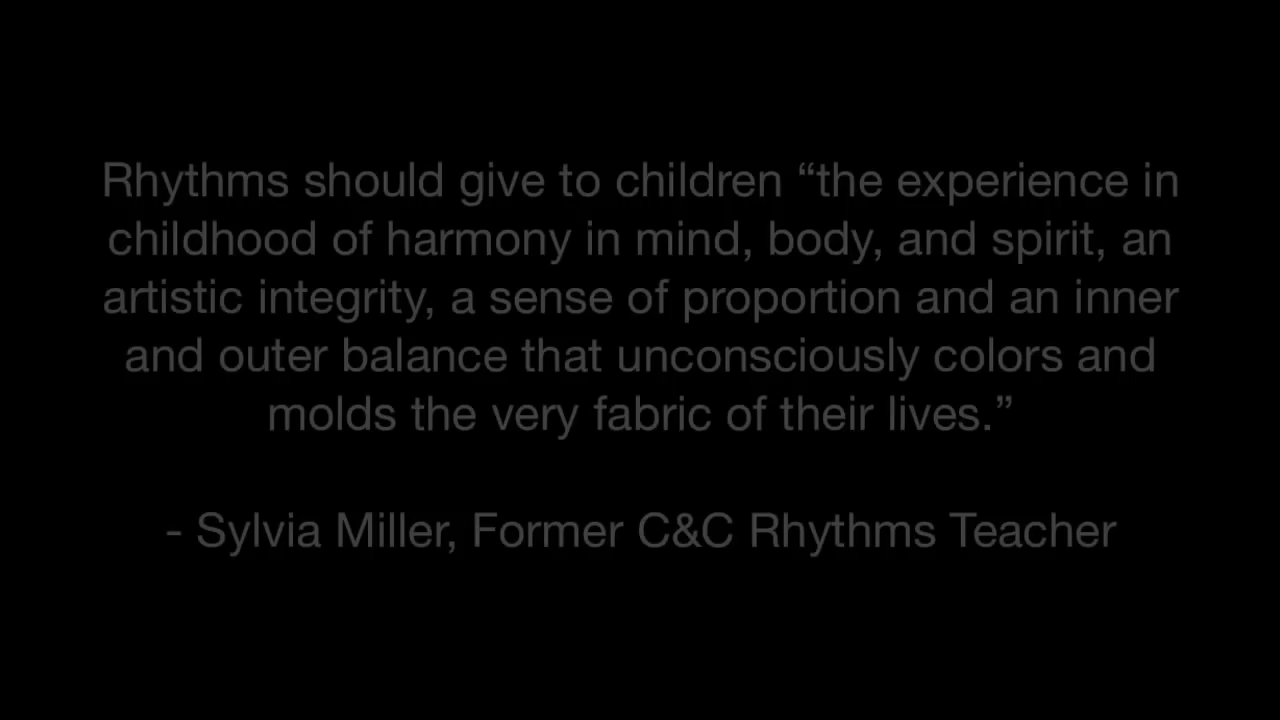 Rhythms should give to children “the experience in
childhood of harmony in mind, body, and spirit, an
artistic integrity, a sense of proportion and an inner
and outer balance that unconsciously colors and
molds the very fabric of their lives.”
- Sylvia Miller, Former C&C Rhythms Teacher